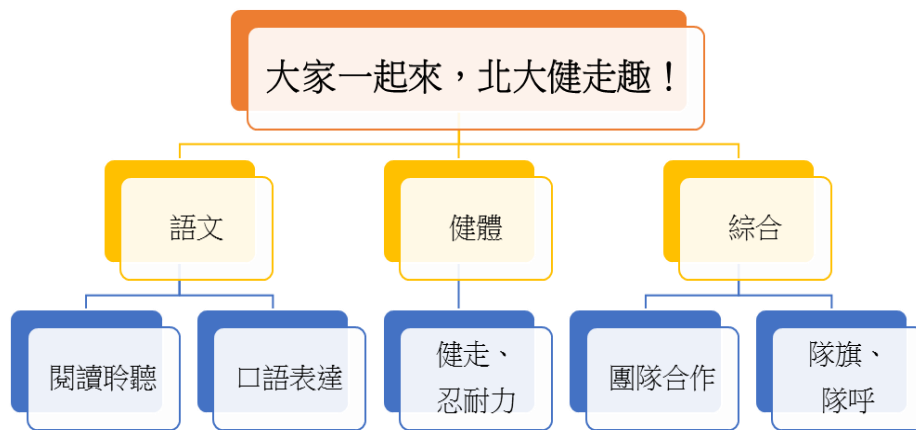 大家一起來，北大健走趣！
語文
健體
綜合
閱讀聆聽
口語表達
健走、
忍耐力
團隊合作
隊旗、
隊呼